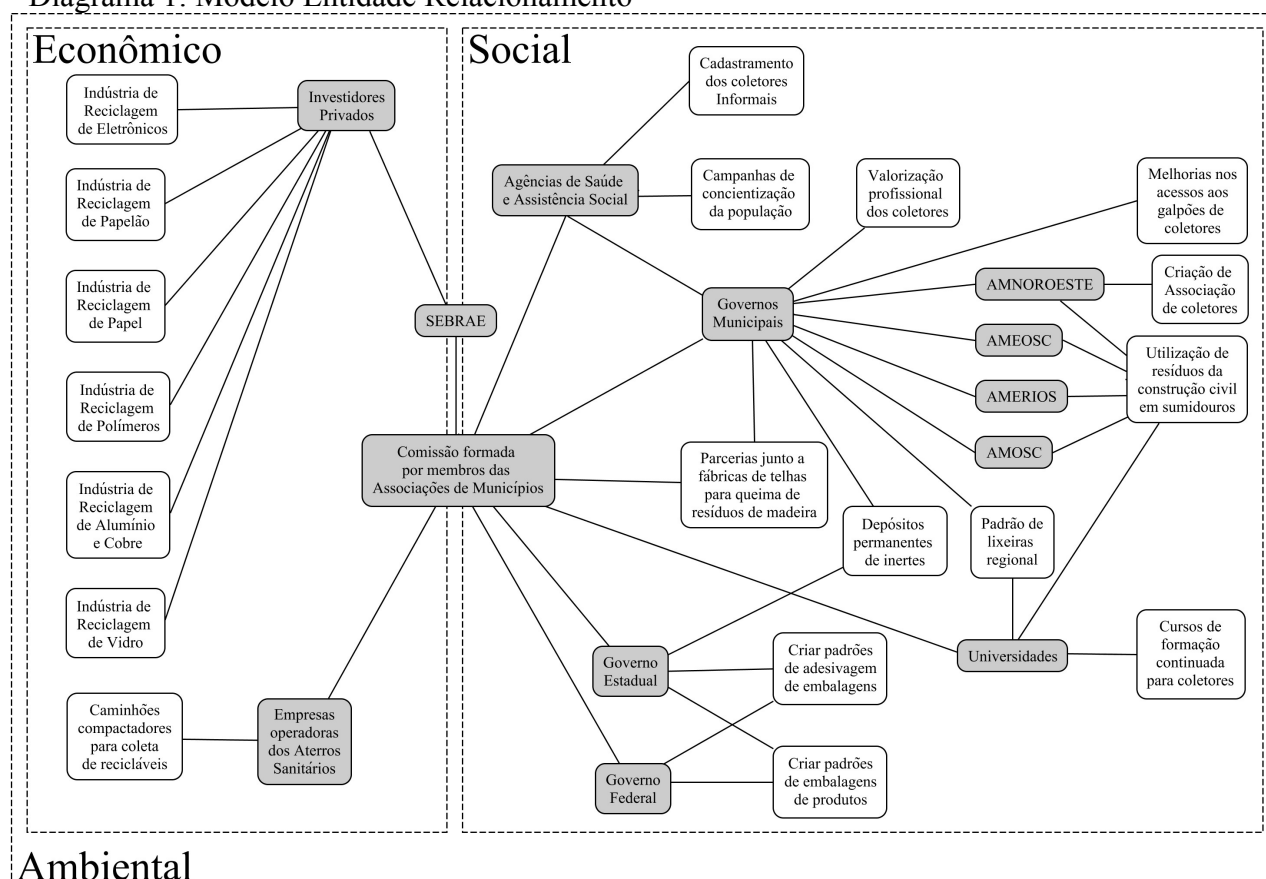 Diagrama 1: Modelo Entidade Relacionamento
Econômico
Indústria de
Reciclagem
de Eletrônicos
Investidores
Privados
Indústria de
Reciclagem
de Papelão
Indústria de
Reciclagem
de Papel
SEBRAE
Indústria de
Reciclagem
de Polímeros
Indústria de
Reciclagem
de Alumínio
e Cobre
Indústria de
Reciclagem
de Vidro
Caminhões
compactadores
para coleta
de recicláveis
Empresas
operadoras
dos Aterros
Sanitários
Comissão formada
por membros das
Associações de Municípios
Social
Cadastramento
dos coletores
Informais
Agências de Saúde
e Assistência Social
Campanhas de
concientização
da população
Valorização
profissional
dos coletores
Melhorias nos
acessos aos
galpões de
coletores
Governos
Municipais
AMNOROESTE
Criação de
Associação
de coletores
AMEOSC
AMERIOS
AMOSC
Utilização de
resíduos da
construção civil
em sumidouros
Parcerias junto a
fábricas de telhas
para queima de
resíduos de madeira
Depósitos
permanentes
de inertes
Padrão de
lixeiras
regional
Governo
Estadual
Criar padrões
de adesivagem
de embalagens
Universidades
Cursos de
formação
continuada
para coletores
Governo
Federal
Criar padrões
de embalagens
de produtos
Ambiental